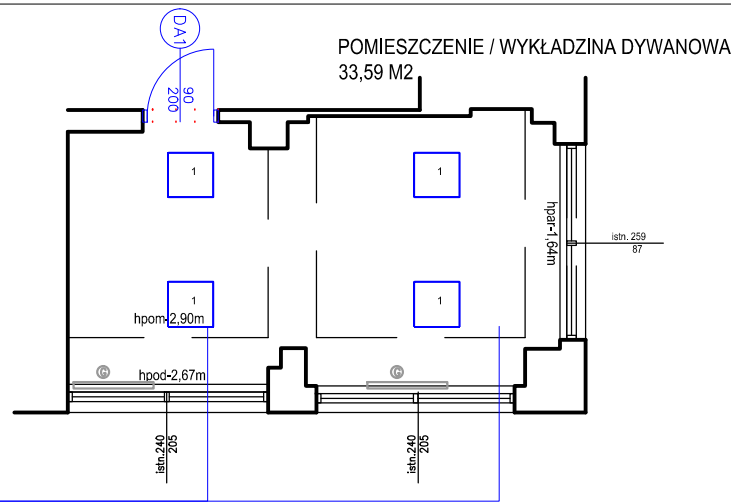 DA1
POMIESZCZENIE / WYKŁADZINA DYWANOWA
33,59 M2
90
200
1
1
hpar-1,64m
istn. 259
87
1
1
hpom-2,90m
G
hpod-2,67m
G
istn.240
205
istn.240
205